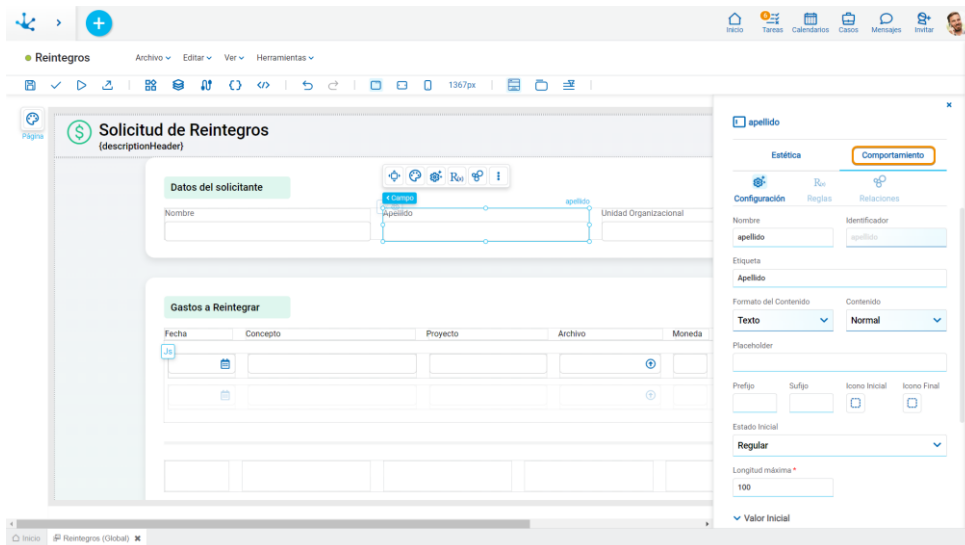 6
Inicio Tareas Calendarios Casos Mensajes Invitar
Reintegros Archivo Editar Ver Herramientas
1367px
Página
Solicitud de Reintegros
{descriptionHeader}
Datos del solicitante
Campo
apellido
Nombre Apellido Unidad Organizacional
Gastos a Reintegrar
Fecha Concepto Proyecto Archivo Moneda
Js
apellido
Estética Comportamiento
Configuración Reglas Relaciones
Nombre Identificador
apellido apellido
Etiqueta
Apellido
Formato del Contenido Contenido
Texto Normal
Placeholder
Prefijo Sufijo Icono Inicial Icono Final
Estado Inicial
Regular
Longitud máxima *
100
Valor Inicial
Inicio Reintegros (Global)